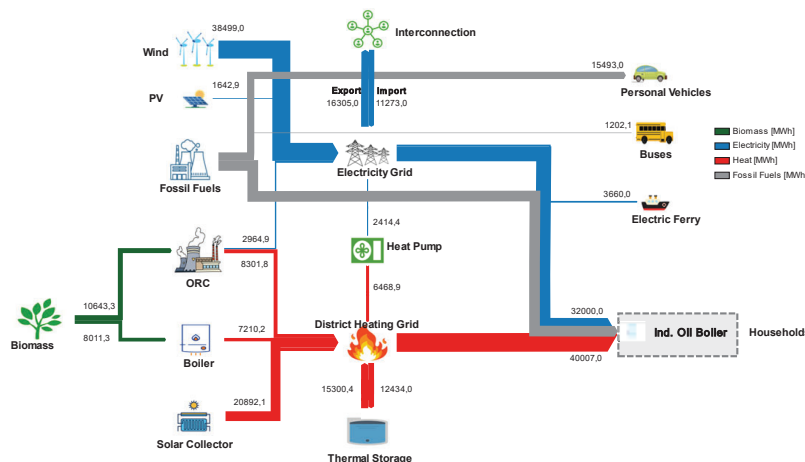 38499,0
Wind
Interconnection
15493,0
1642,9
PV
Export Import
16305,0 11273,0
Personal Vehicles
1202,1
Biomass [MWh]
Electricity [MWh]
Heat [MWh]
Fossil Fuels [MWh
Buses
Fossil Fuels
Electricity Grid
3660,0
Electric Ferry
2964,9
2414,4
8301,8
Heat Pump
ORC
6468,9
10643,3
Biomass
8011,3
7210,2
Boiler
District Heating Grid
32000,0
Ind. OIl Boiler
Households
40007,0
20892,1
15300,4 12434,0
Solar Collector
Thermal Storage